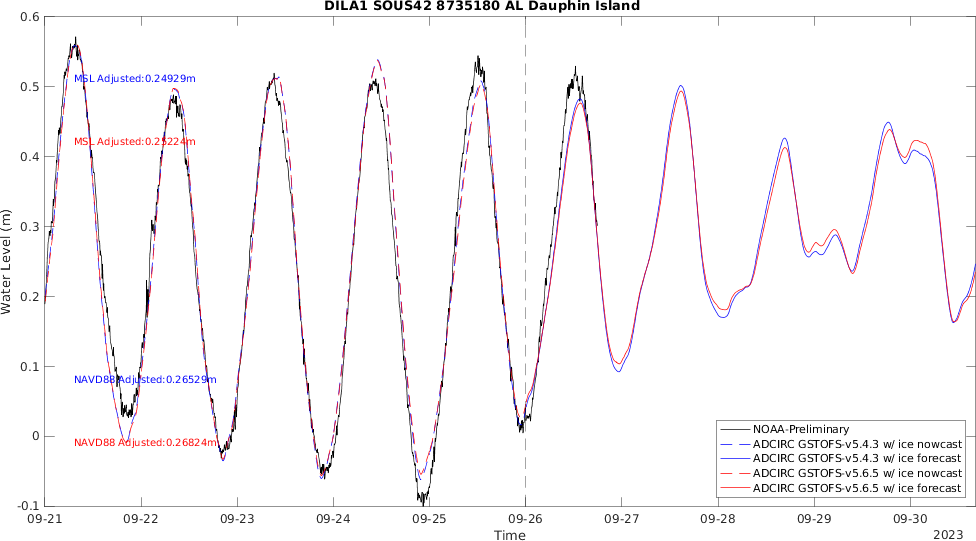 DILA1 SOUS42 8735180 AL Dauphin Island
0.6
0.5
0.4
0.3
0.2
0.1
0
-0.1
Water Level (m)
MSL Adjusted:0.24929m
MSL Adjusted:0.25224m
NAVD88 Adjusted:0.26529m
NAVD88 Adjusted:0.26824m
NOAA-Preliminary
ADCIRC GSTOFS-v5.4.3 w/ ice nowcast
ADCIRC GSTOFS-v5.4.3 w/ ice forecast
ADCIRC GSTOFS-v5.6.5 w/ ice nowcast
ADCIRC GSTOFS-v5.6.5 w/ ice forecast
09-21 09-22 09-23 09-24 09-25 09-26 09-27 09-28 09-29 09-30
Time
2023